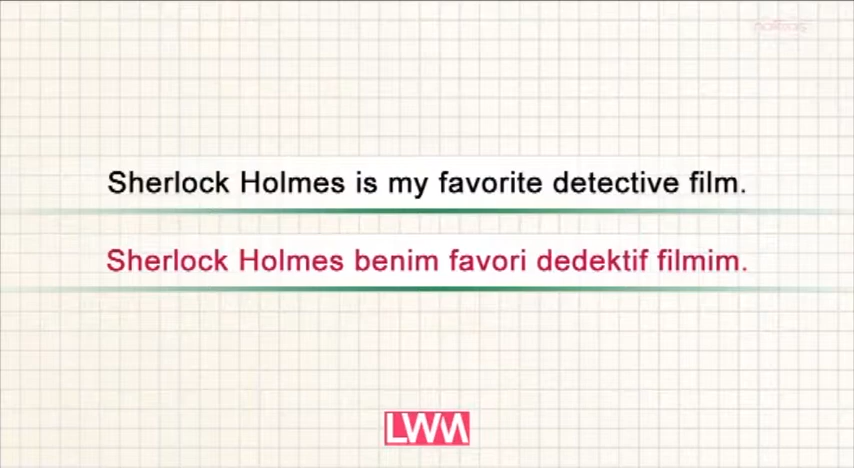 Sherlock Holmes is my favorite detective film.
Sherlock Holmes benim favori dedektif filmim.
LWM